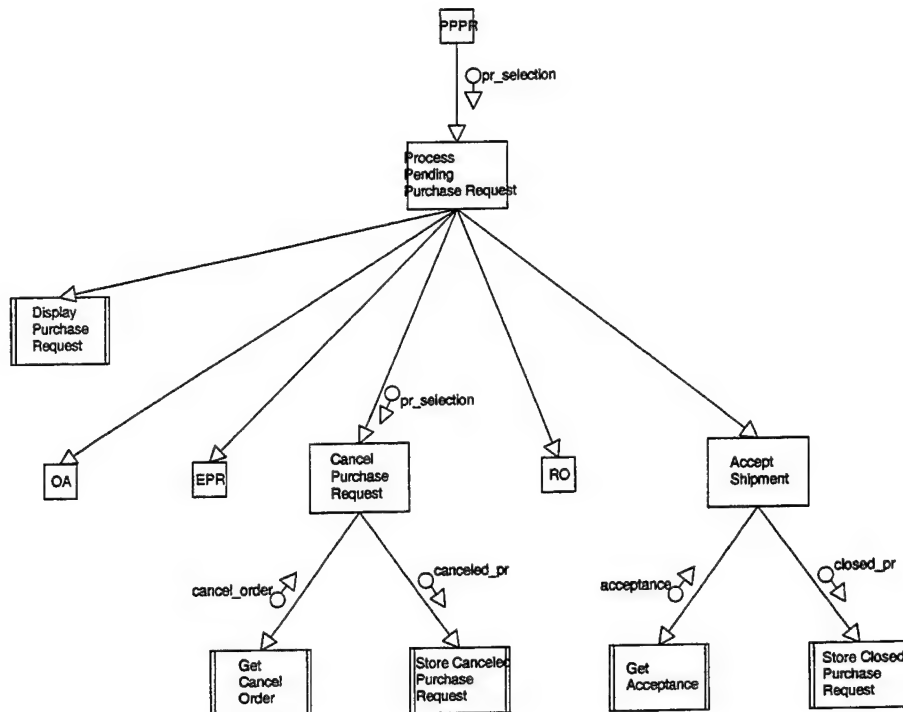 PPPR
pr_selection
Process
Pending
Purchase Request
Display
Purchase
Request
pr_selection
OA
EPR
Cancel
Purchase
Request
RO
Accept
Shipment
cancel_order
canceled_pr
acceptance
closed_pr
Get
Cancel
Order
Store Canceled
Purchase
Request
Get
Acceptance
Store Closed
Purchase
Request